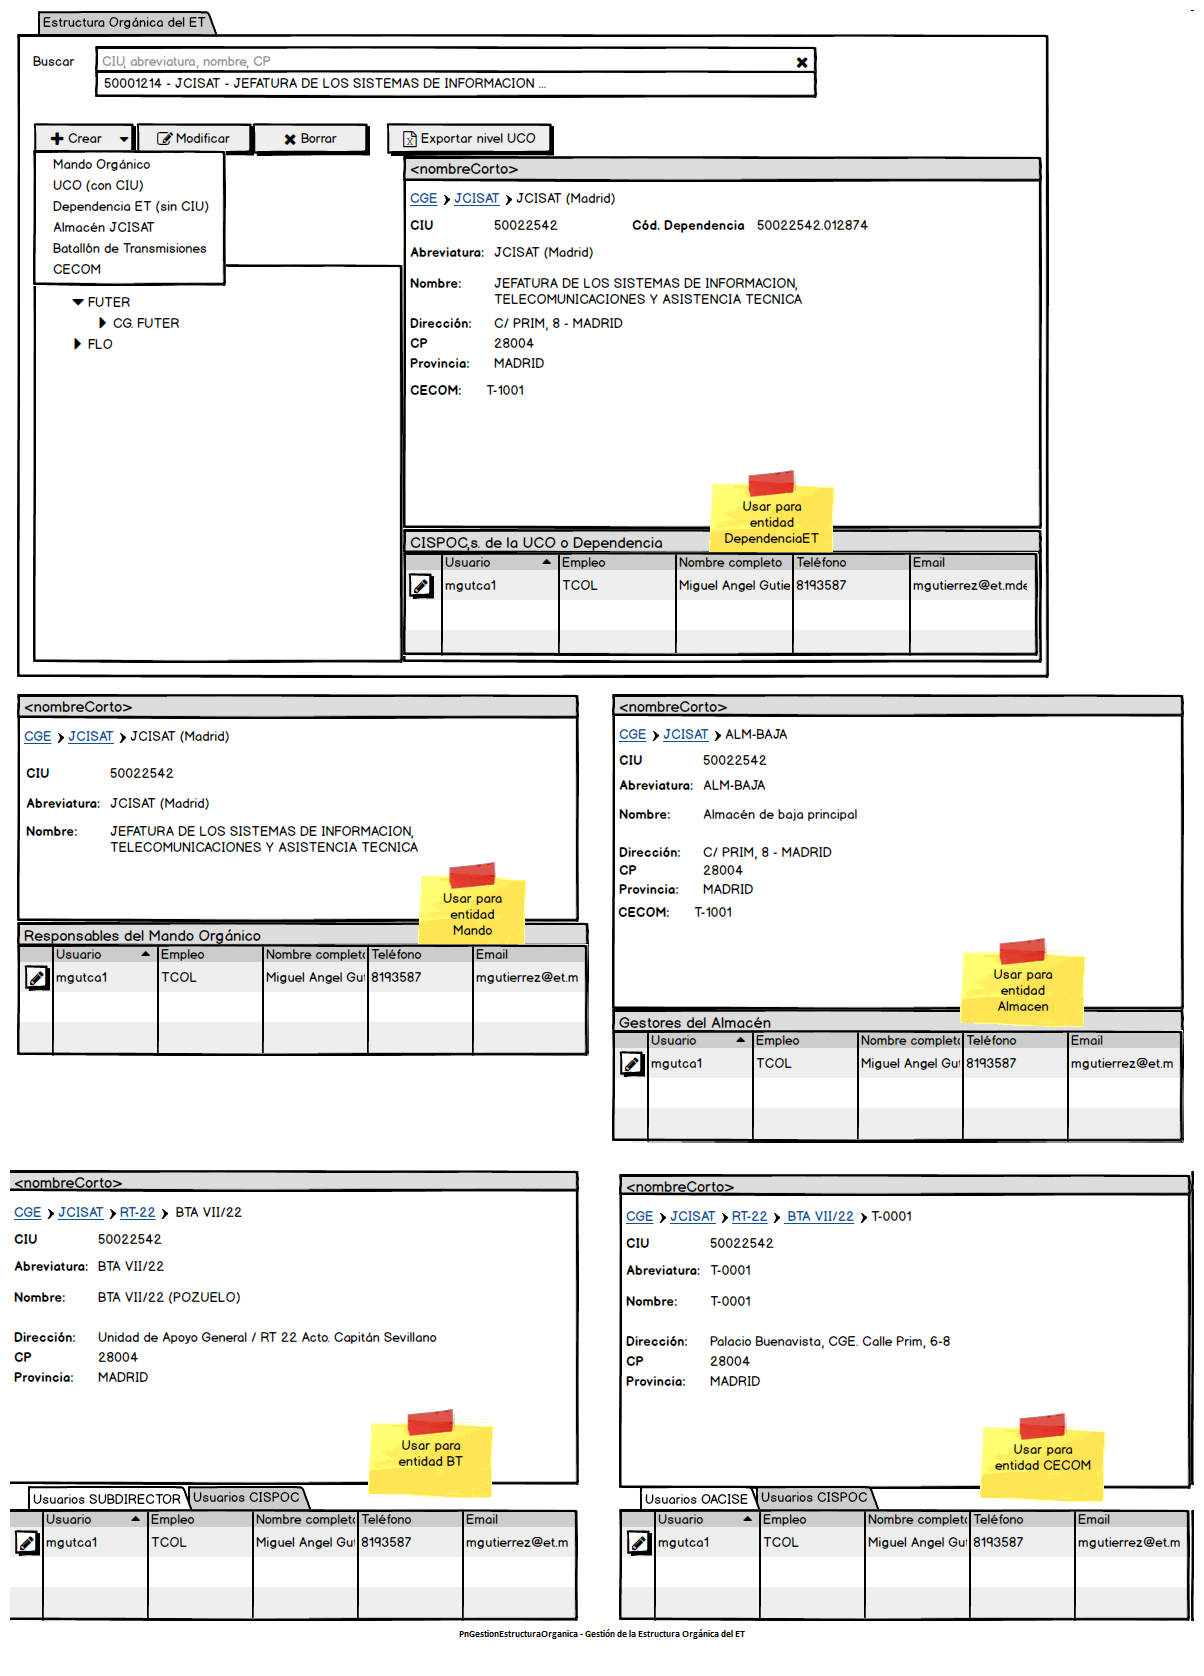 Estructura Orgánica del ET
Buscar
CIU, abreviatura, nombre, CP
50001214 - JCISAT - JEFATURA DE LOS SISTEMAS DE INFORMACION ...
Crear
Modificar
Borrar
Exportar nivel UCO
Mando Orgánico
UCO (con CIU)
Dependencia ET (sin CIU)
Almacén JCISAT
Batallón de Transmisiones
CECOM
FUTER
CG. FUTER
FLO
<nombreCorto>
CGE JCISAT JCISAT (Madrid)
CIU 50022542 Cód. Dependencia 50022542.012874
Abreviatura: JCISAT (Madrid)
Nombre: JEFATURA DE LOS SISTEMAS DE INFORMACION,
TELECOMUNICACIONES Y ASISTENCIA TECNICA
Dirección: C/ PRIM, 8 - MADRID
CP 28004
Provincia: MADRID
CECOM: T-1001
Usar para
entidad
DependenciaET
CISPOC,s. de la UCO o Dependencia
Usuario Empleo Nombre completo Teléfono Email
mgutca1 TCOL Miguel Angel Gutie 8193587 mgutierrez@et.mde
<nombreCorto>
CGE JCISAT JCISAT (Madrid)
CIU 50022542
Abreviatura: JCISAT (Madrid)
Nombre: JEFATURA DE LOS SISTEMAS DE INFORMACION,
TELECOMUNICACIONES Y ASISTENCIA TECNICA
Usar para
entidad
Mando
Responsables del Mando Orgánico
Usuario Empleo Nombre complet Teléfono Email
mgutca1 TCOL Miguel Angel Gu 8193587 mgutierrez@et.m
<nombreCorto>
CGE JCISAT ALM-BAJA
CIU 50022542
Abreviatura: ALM-BAJA
Nombre: Almacén de baja principal
Dirección: C/ PRIM, 8 - MADRID
CP 28004
Provincia: MADRID
CECOM: T-1001
Usar para
entidad
Almacen
Gestores del Almacén
Usuario Empleo Nombre complet Teléfono Email
mgutca1 TCOL Miguel Angel Gu 8193587 mgutierrez@et.m
<nombreCorto>
CGE JCISAT RT-22 BTA VII/22
CIU 50022542
Abreviatura: BTA VII/22
Nombre: BTA VII/22 (POZUELO)
Dirección: Unidad de Apoyo General / RT 22 Acto. Capitán Sevillano
CP 28004
Provincia: MADRID
Usar para
entidad BT
Usuarios SUBDIRECTOR Usuarios CISPOC
Usuario Empleo Nombre complet Teléfono Email
mgutca1 TCOL Miguel Angel Gu 8193587 mgutierrez@et.m
<nombreCorto>
CGE JCISAT RT-22 BTA VII/22 T-0001
CIU 50022542
Abreviatura: T-0001
Nombre: T-0001
Dirección: Palacio Buenavista, CGE. Calle Prim, 6-8
CP 28004
Provincia: MADRID
Usar para
entidad CECOM
Usuarios OACISE Usuarios CISPOC
Usuario Empleo Nombre complet Teléfono Email
mgutca1 TCOL Miguel Angel Gu 8193587 mgutierrez@et.m
PnGestionEstructuraOrganica - Gestión de la Estructura Orgánica del ET